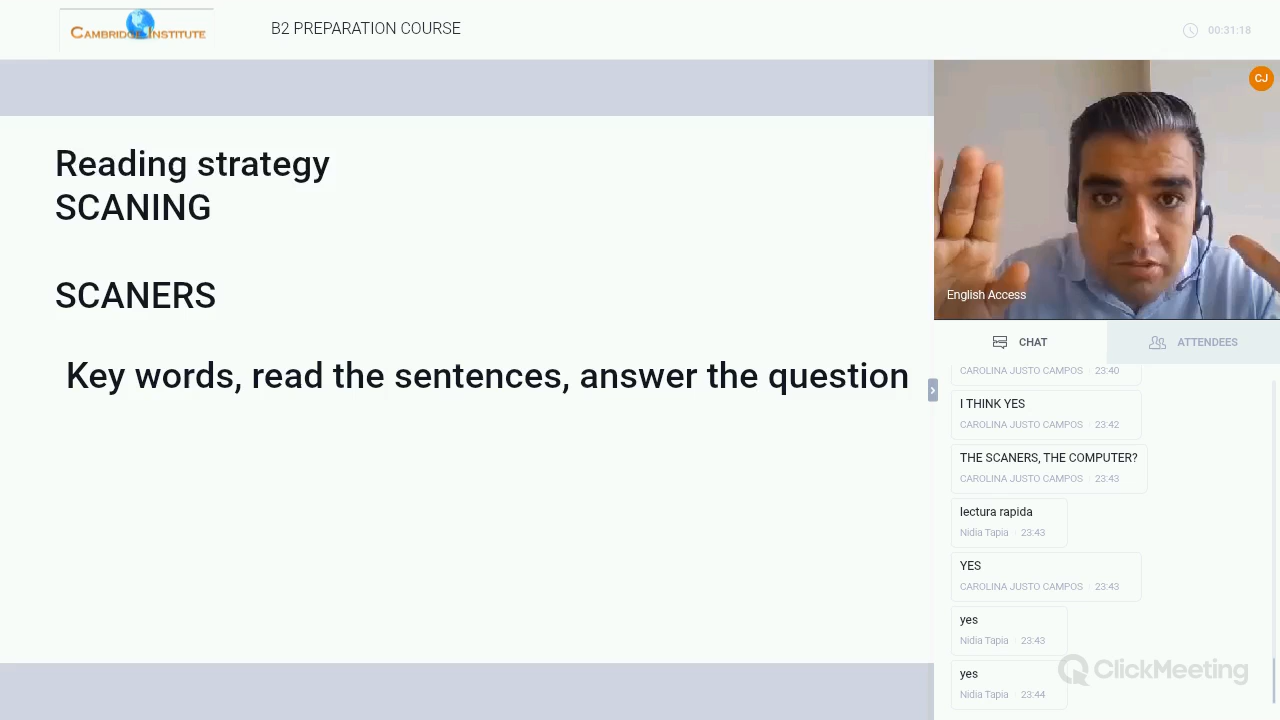 CAMBRIDGE INSTITUTE
B2 PREPARATION COURSE
00:31:18
Reading strategy
SCANING
SCANERS
Key words, read the sentences, answer the question
CJ
English Access
CHAT
ATTENDEES
CAROLINA JUSTO CAMPOS 23:40
I THINK YES
CAROLINA JUSTO CAMPOS 23:42
THE SCANERS, THE COMPUTER?
CAROLINA JUSTO CAMPOS 23:43
lectura rapida
Nidia Tapia 23:43
YES
CAROLINA JUSTO CAMPOS 23:43
yes
Nidia Tapia 23:43
yes
Nidia Tapia 23:44
ClickMeeting